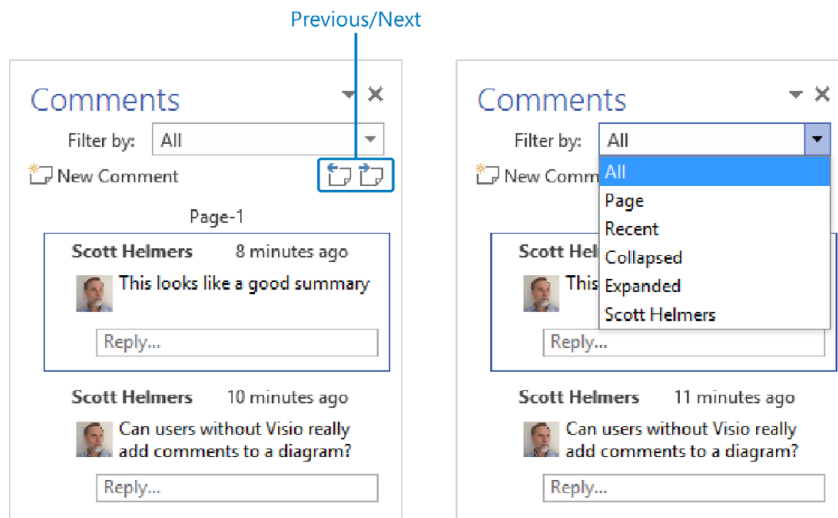 Previous/Next
Comments
Filter by: All
New Comment
Page-1
Scott Helmers 8 minutes ago
This looks like a good summary
Reply...
Scott Helmers 10 minutes ago
Can users without Visio really
add comments to a diagram?
Reply...
Comments
Filter by: All
New Comm
All
Page
Recent
Collapsed
Expanded
Scott Helmers
Scott Hel
This
Reply...
Scott Helmers 11 minutes ago
Can users without Visio really
add comments to a diagram?
Reply...